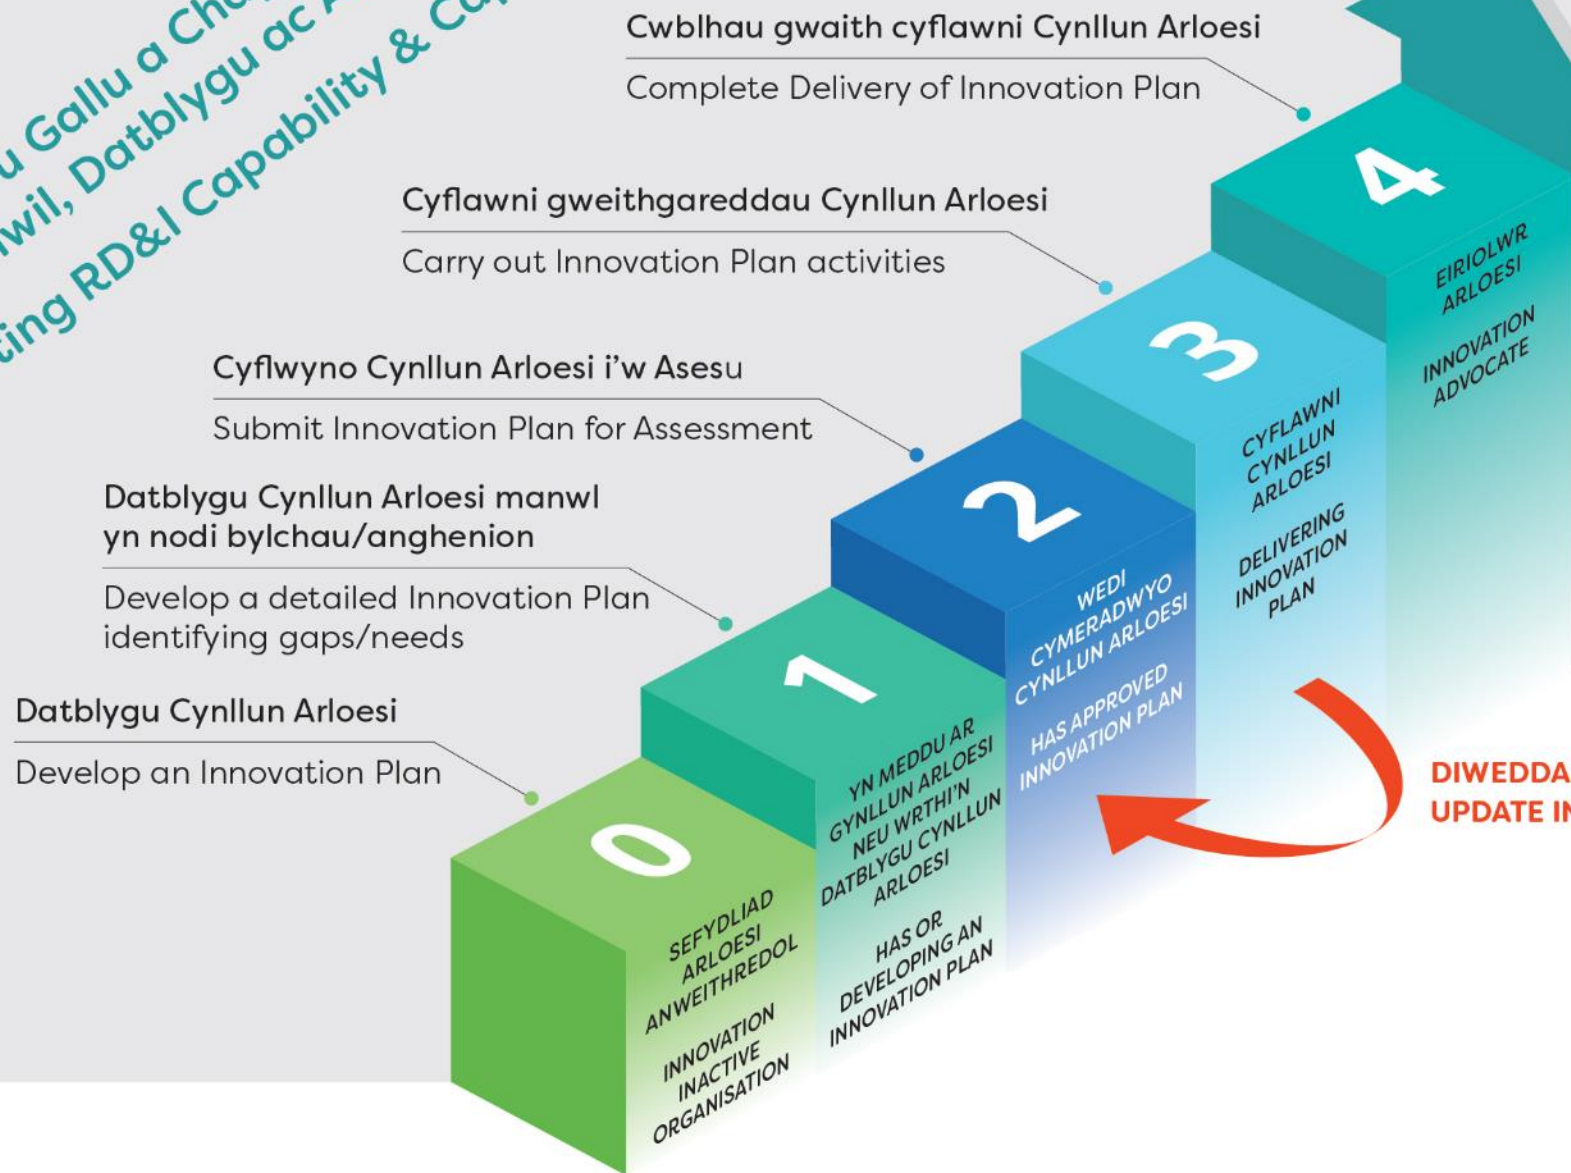 Gallu a
Datblygu ac
RD&I Capability &
Cwblhau gwaith cyflawni Cynllun Arloesi
Complete Delivery of Innovation Plan
Cyflawni gweithgareddau Cynllun Arloesi
Carry out Innovation Plan activities
Cyflwyno Cynllun Arloesi i'w Asesu
Submit Innovation Plan for Assessment
Datblygu Cynllun Arloesi manwl
yn nodi bylchau/anghenion
Develop a detailed Innovation Plan
identifying gaps/needs
Datblygu Cynllun Arloesi
Develop an Innovation Plan
0
SEFYDLIAD
ARLOESI
ANWEITHREDOL
INNOVATION
INACTIVE
ORGANISATION
1
YN MEDDU AR
GYNLLUN ARLOESI
NEU WRTHI'N
DATBLYGU CYNLLUN
ARLOESI
HAS OR
DEVELOPING AN
INNOVATION PLAN
2
WEDI
CYMERADWYO
CYNLLUN ARLOESI
HAS APPROVED
INNOVATION PLAN
3
CYFLAWNI
CYNLLUN
ARLOESI
DELIVERING
INNOVATION
PLAN
4
EIRIOLWR
ARLOESI
INNOVATION
ADVOCATE
UPDATE